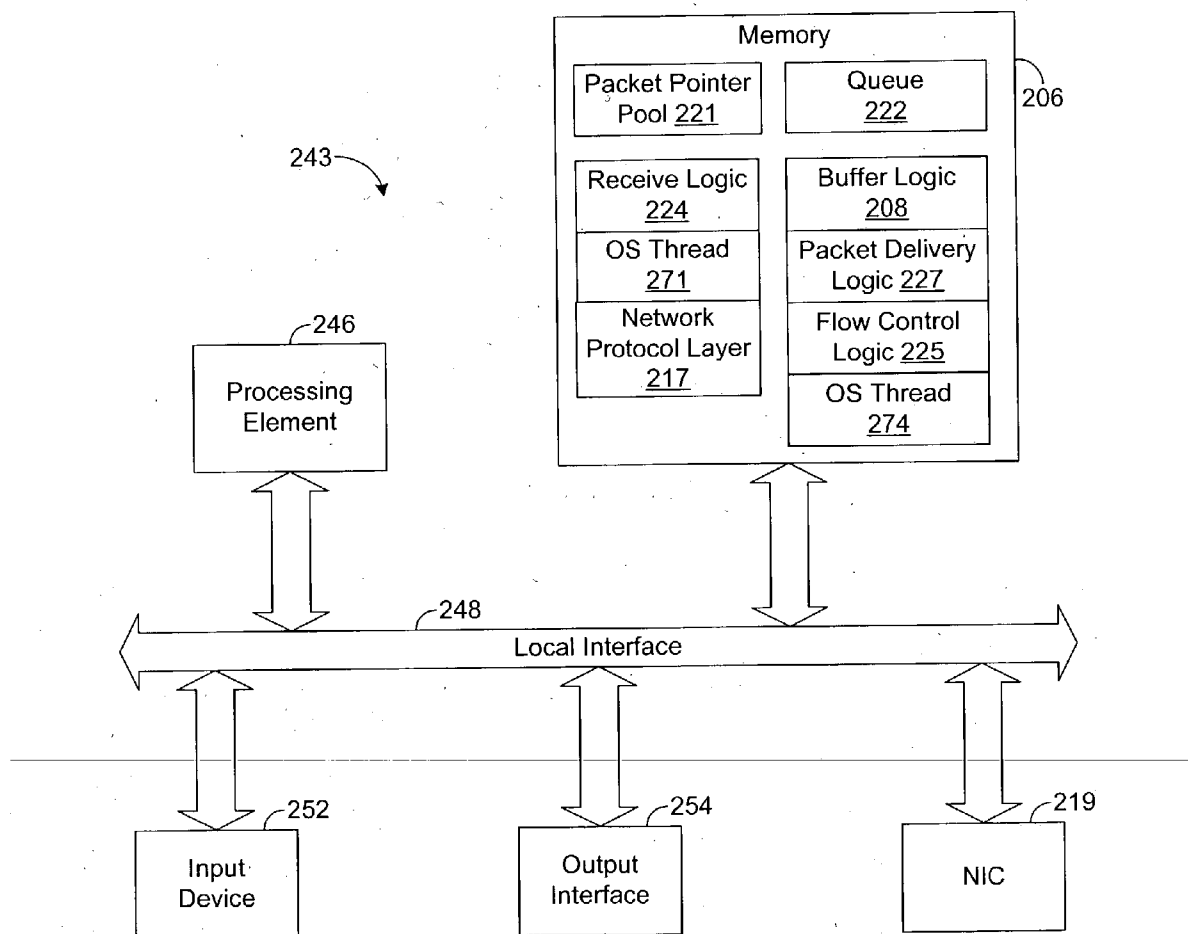 Memory
206
Packet Pointer
Pool 221
Queue
222
243
Receive Logic
224
OS Thread
271
Network
Protocol Layer
217
Buffer Logic
208
Packet Delivery
Logic 227
Flow Control
Logic 225
OS Thread
274
246
Processing
Element
248
Local Interface
252
Input
Device
254
Output
Interface
219
NIC